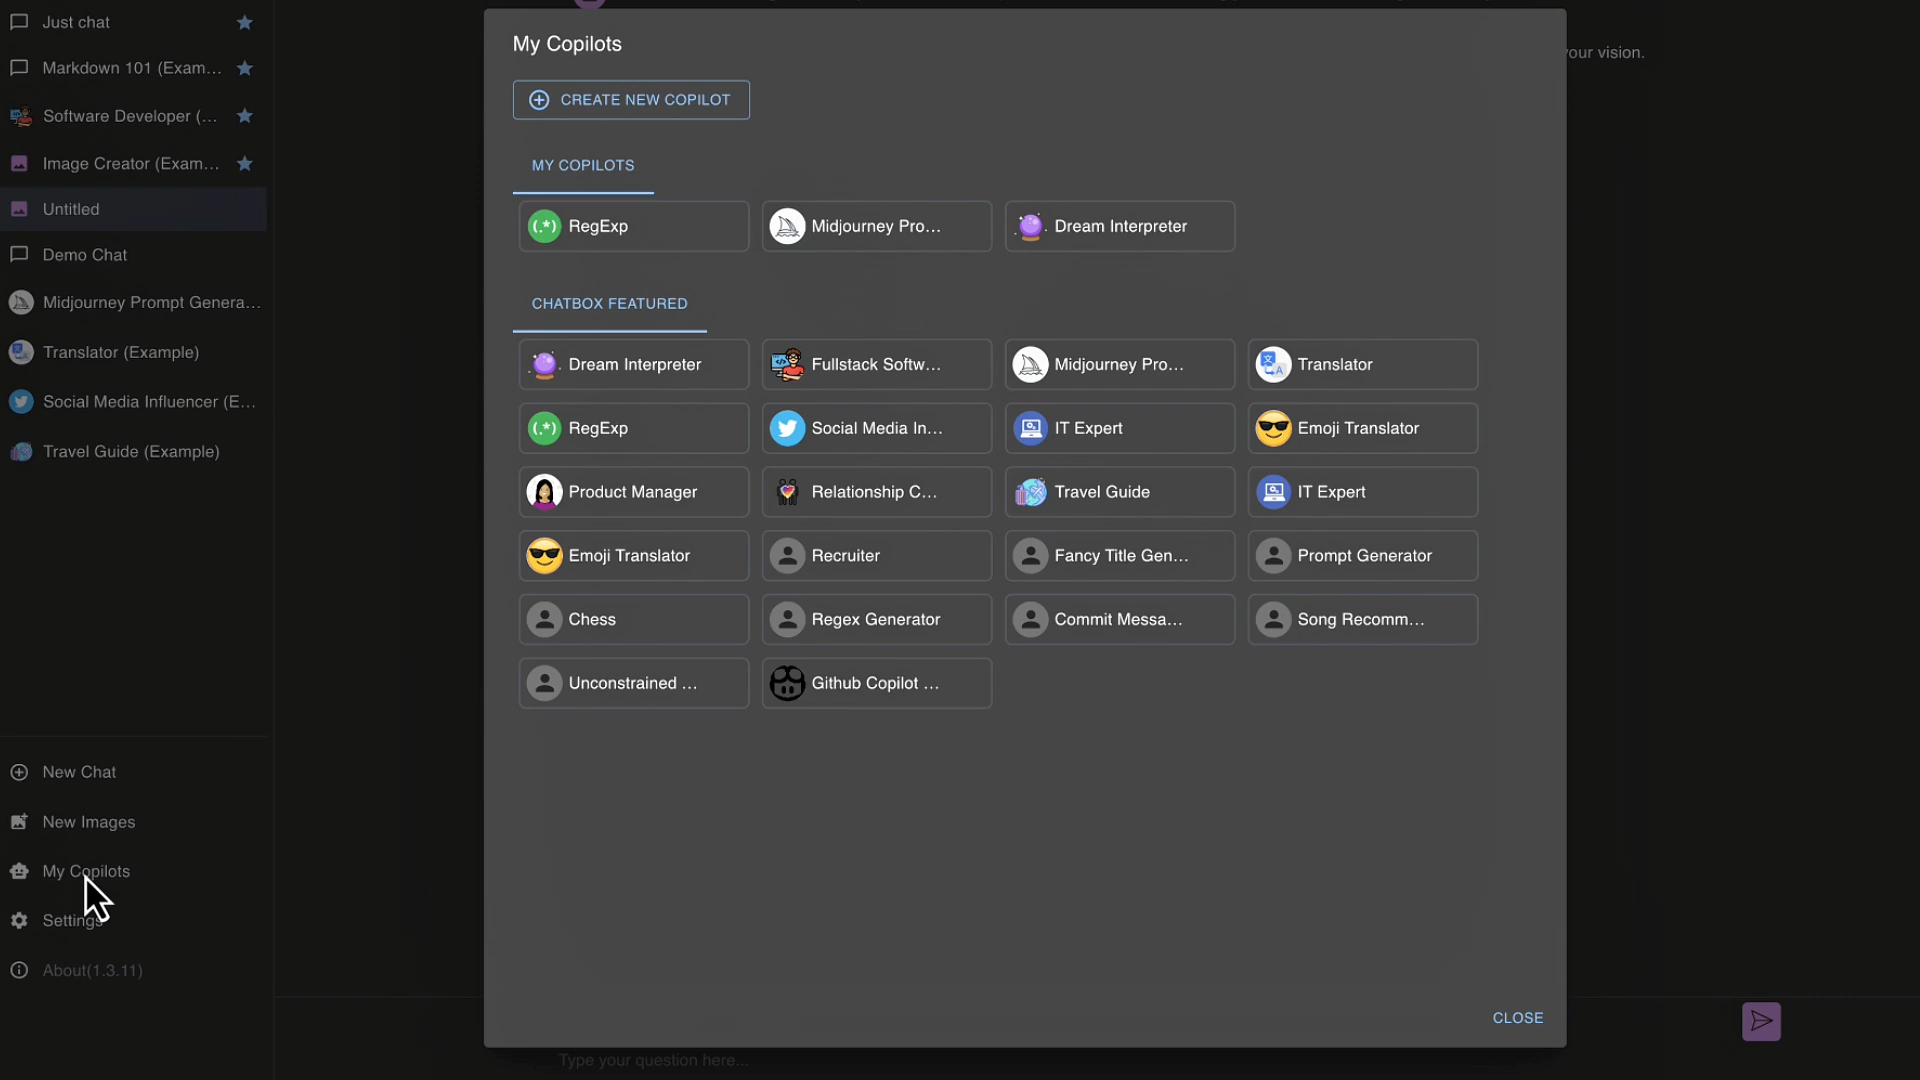 Just chat
Markdown 101 (Exam...
Software Developer (...
Image Creator (Exam...
Untitled
Demo Chat
Midjourney Prompt Genera...
Translator (Example)
Social Media Influencer (E...
Travel Guide (Example)
New Chat
New Images
My Copilots
Settings
About(1.3.11)
My Copilots
CREATE NEW COPILOT
MY COPILOTS
(.*) RegExp
Midjourney Pro...
Dream Interpreter
CHATBOX FEATURED
Dream Interpreter
Fullstack Softw...
Midjourney Pro...
Translator
(.*) RegExp
Social Media In...
IT Expert
Emoji Translator
Product Manager
Relationship C...
Travel Guide
IT Expert
Emoji Translator
Recruiter
Fancy Title Gen...
Prompt Generator
Chess
Regex Generator
Commit Messa...
Song Recomm...
Unconstrained ...
Github Copilot ...
CLOSE
your vision.
Type your question here...